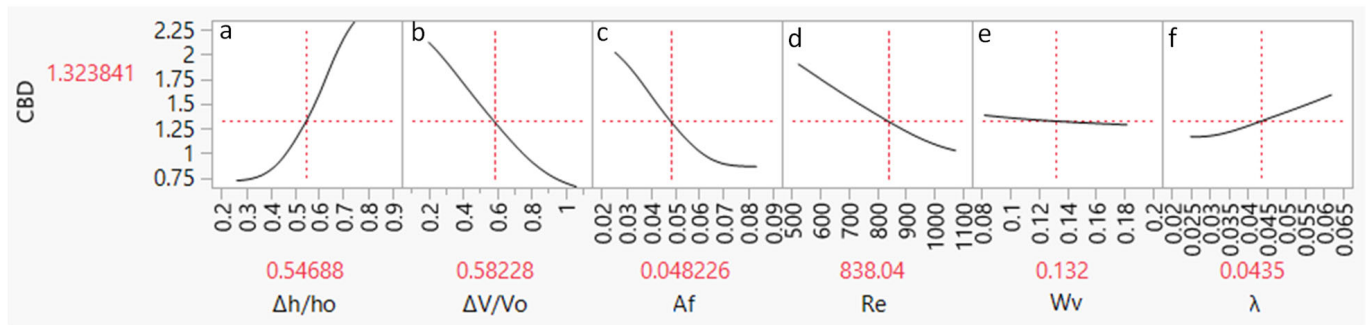 a b c d e f
2.25
2
1.75
1.5
1.25
1
0.75
1.323841
CBD
0.2 0.3 0.4 0.5 0.6 0.7 0.8 0.9
0.2 0.4 0.6 0.8 1
0.02 0.03 0.04 0.05 0.06 0.07 0.08 0.09
500 600 700 800 900 1000 1100
0.08 0.1 0.12 0.14 0.16 0.18 0.2
0.02 0.025 0.03 0.035 0.04 0.045 0.05 0.055 0.06 0.065
0.54688 0.58228 0.048226 838.04 0.132 0.0435
Δh/ho ΔV/Vo Af Re Wv λ